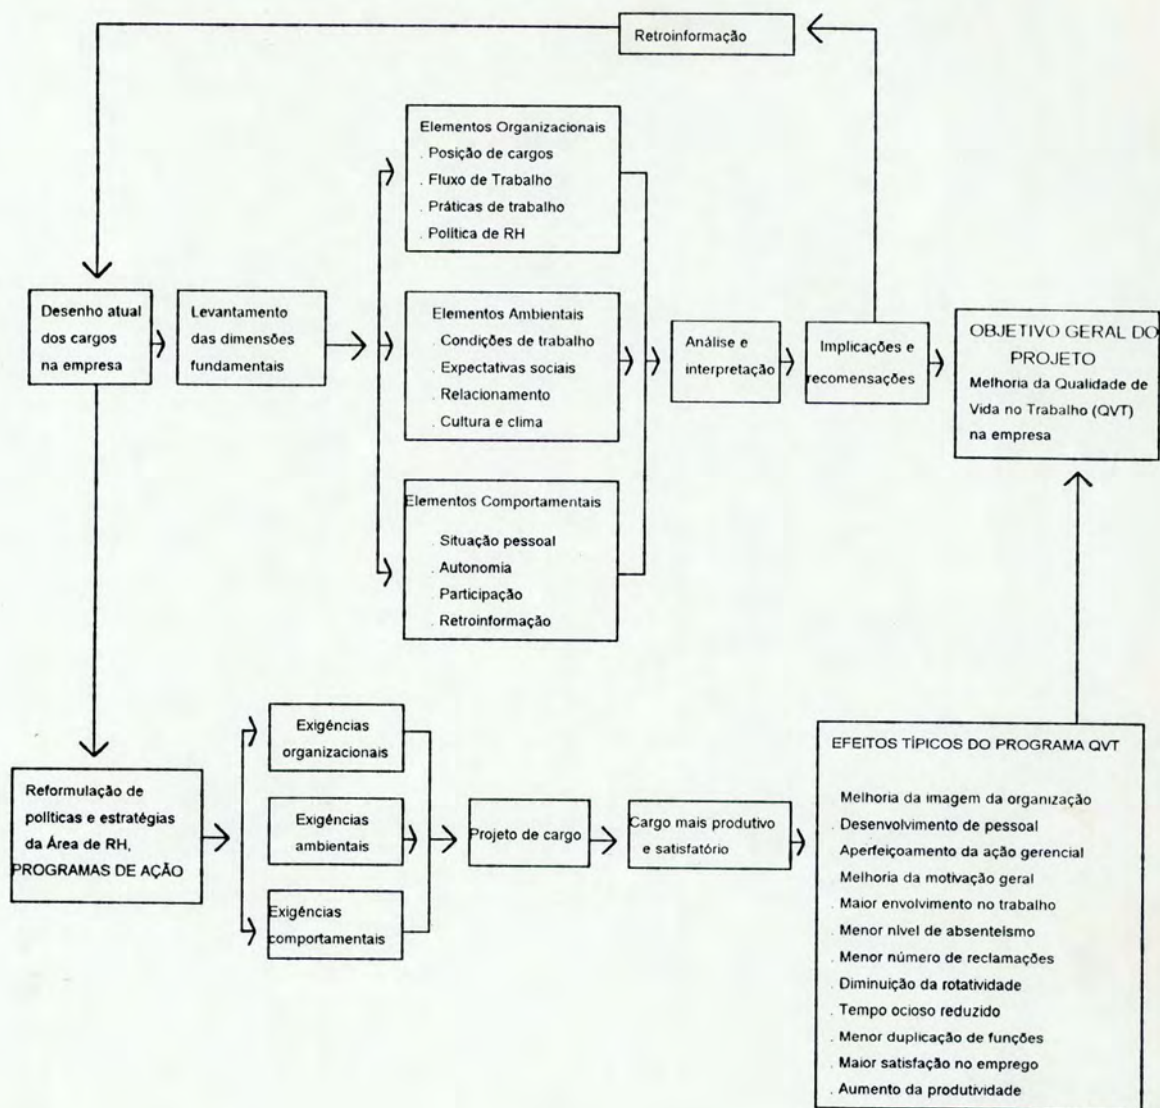 Retroinformação
Elementos Organizacionais
. Posição de cargos
. Fluxo de Trabalho
. Práticas de trabalho
. Política de RH
Desenho atual
dos cargos
na empresa
Levantamento
das dimensões
fundamentais
Elementos Ambientais
. Condições de trabalho
. Expectativas sociais
. Relacionamento
. Cultura e clima
Elementos Comportamentais
. Situação pessoal
. Autonomia
. Participação
. Retroinformação
Análise e
interpretação
Implicações e
recomensações
OBJETIVO GERAL DO
PROJETO
Melhoria da Qualidade de
Vida no Trabalho (QVT)
na empresa
Reformulação de
políticas e estratégias
da Área de RH,
PROGRAMAS DE AÇÃO
Exigências
organizacionais
Exigências
ambientais
Exigências
comportamentais
Projeto de cargo
Cargo mais produtivo
e satisfatório
EFEITOS TÍPICOS DO PROGRAMA QVT
. Melhoria da imagem da organização
. Desenvolvimento de pessoal
. Aperfeiçoamento da ação gerencial
. Melhoria da motivação geral
. Maior envolvimento no trabalho
. Menor nível de absenteísmo
. Menor número de reclamações
. Diminuição da rotatividade
. Tempo ocioso reduzido
. Menor duplicação de funções
. Maior satisfação no emprego
. Aumento da produtividade